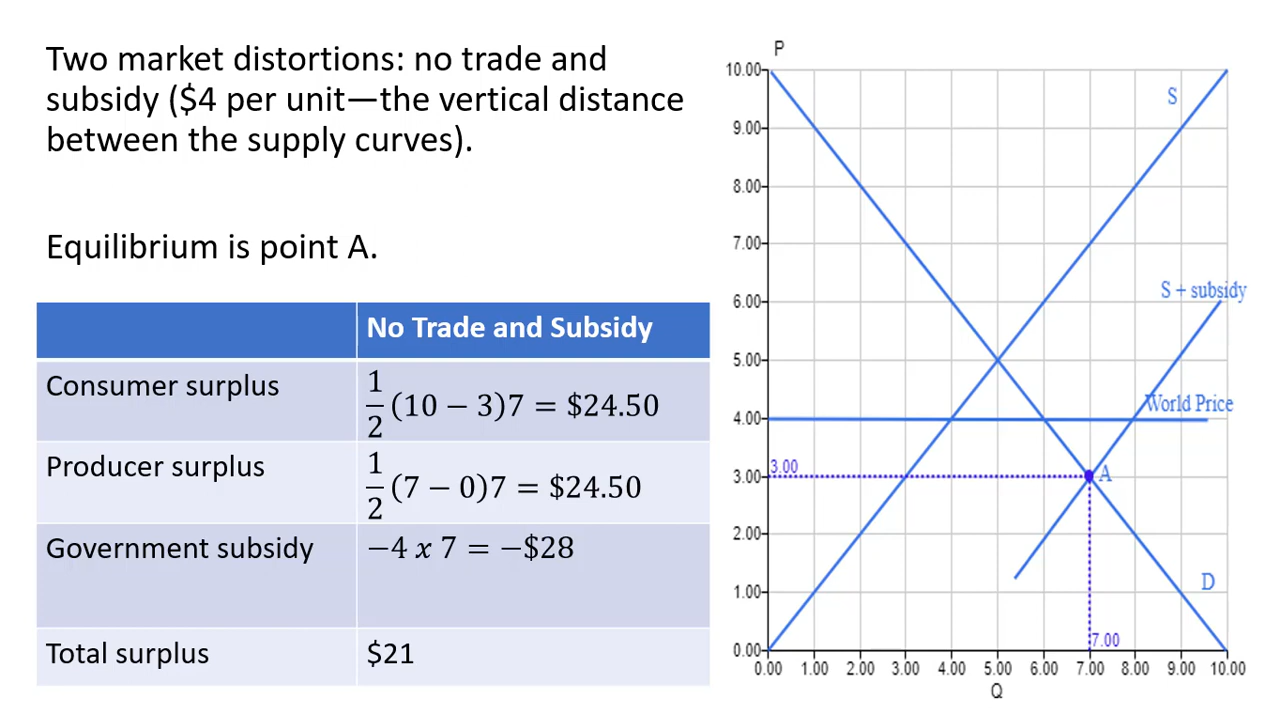 Two market distortions: no trade and
subsidy ($4 per unit—the vertical distance
between the supply curves).
Equilibrium is point A.
No Trade and Subsidy
Consumer surplus
1/2 (10 − 3)7 = $24.50
Producer surplus
1/2 (7 − 0)7 = $24.50
Government subsidy
−4 x 7 = −$28
Total surplus
$21
P
10.00
9.00
8.00
7.00
6.00
5.00
4.00
3.00
2.00
1.00
0.00
S
S + subsidy
World Price
3.00
A
D
7.00
0.00 1.00 2.00 3.00 4.00 5.00 6.00 7.00 8.00 9.00 10.00
Q